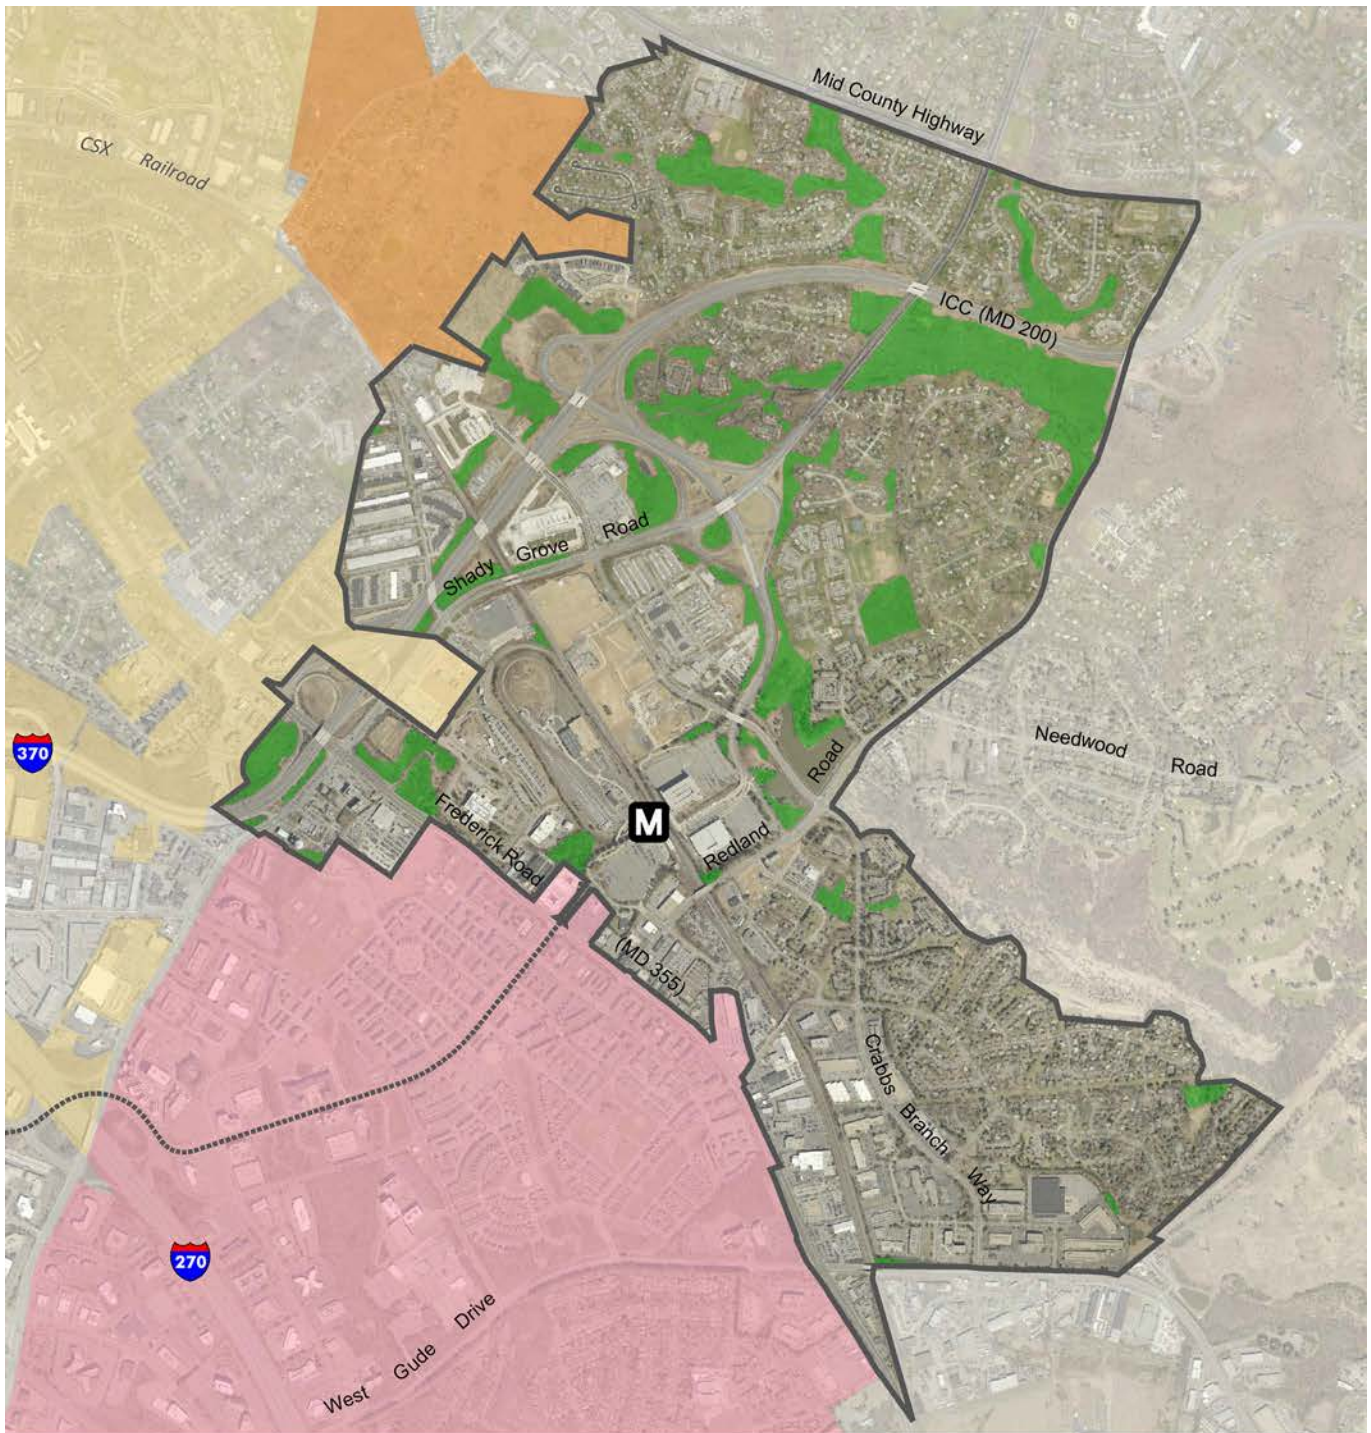 Mid County Highway
CSX Railroad
ICC (MD 200)
Shady Grove Road
370
Needwood Road
Frederick Road
M
Redland Road
(MD 355)
Crabbs Branch Way
270
West Gude Drive